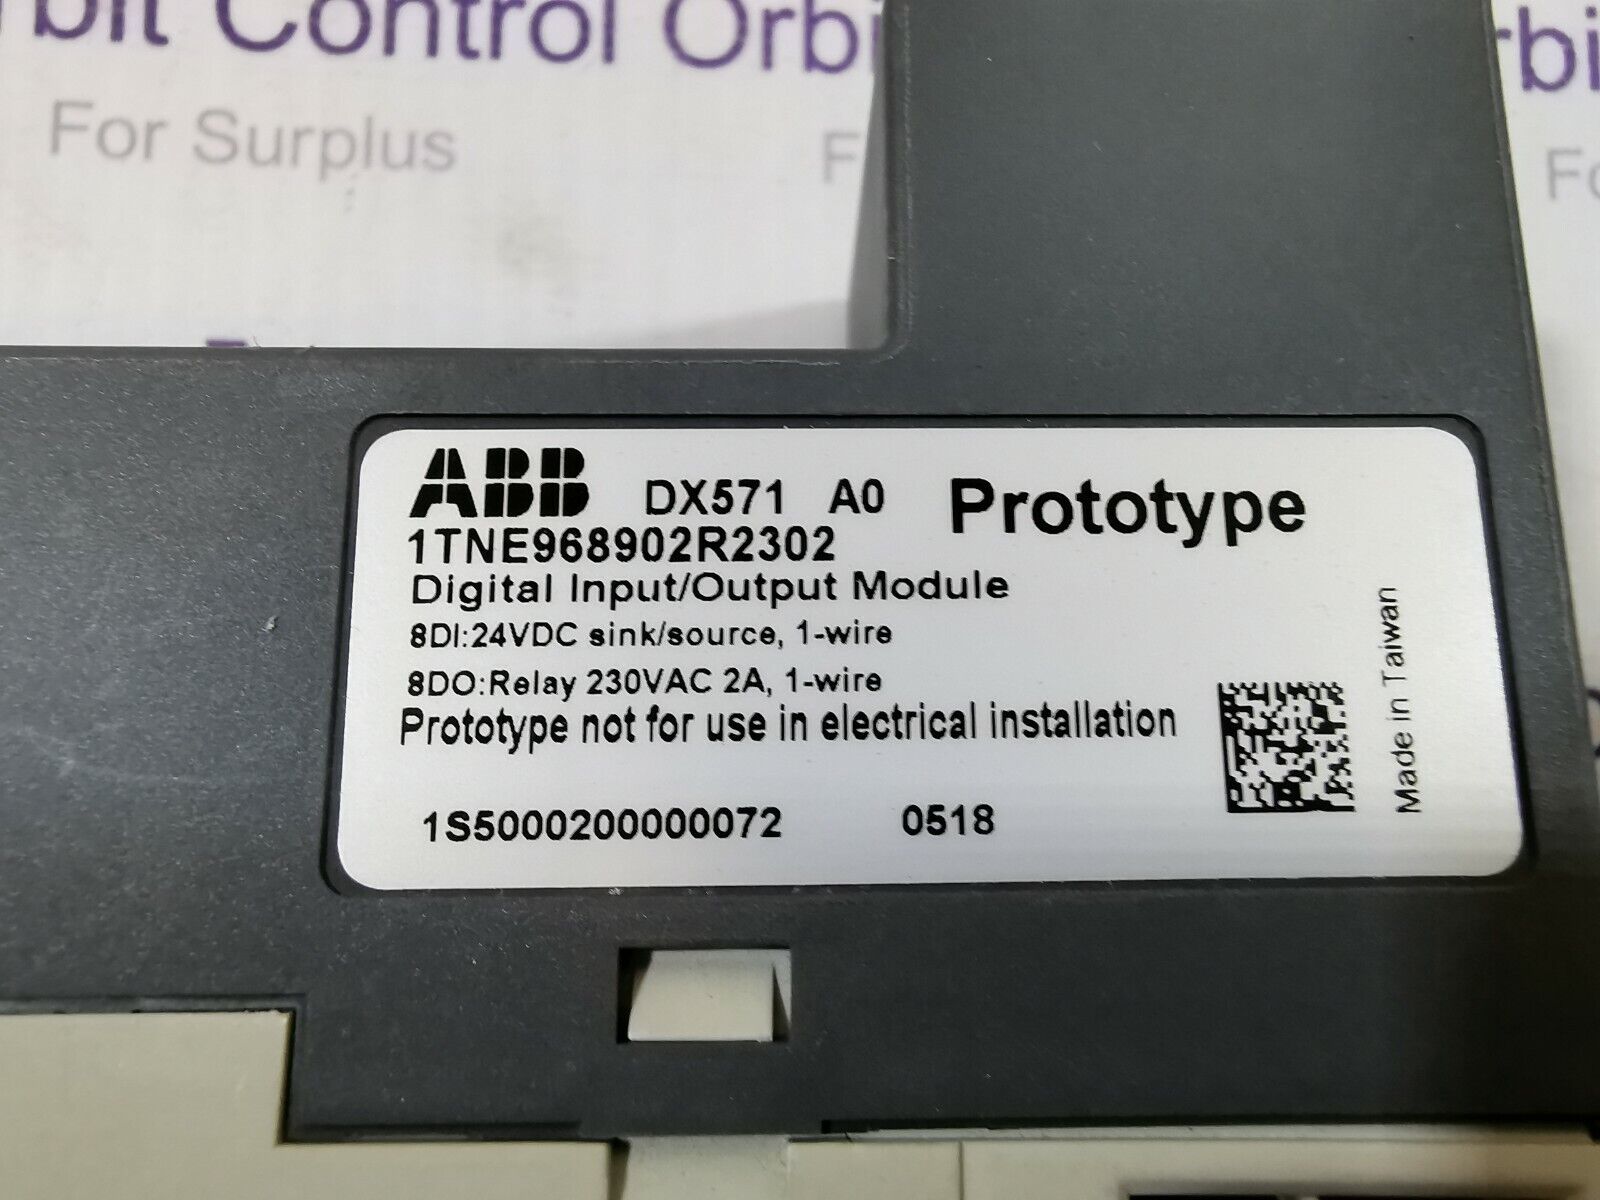 bit Control Orbi
For Surplus
ABB DX571 A0 Prototype
1TNE968902R2302
Digital Input/Output Module
8DI:24VDC sink/source, 1-wire
8DO:Relay 230VAC 2A, 1-wire
Prototype not for use in electrical installation
1S5000200000072 0518
Made in Taiwan